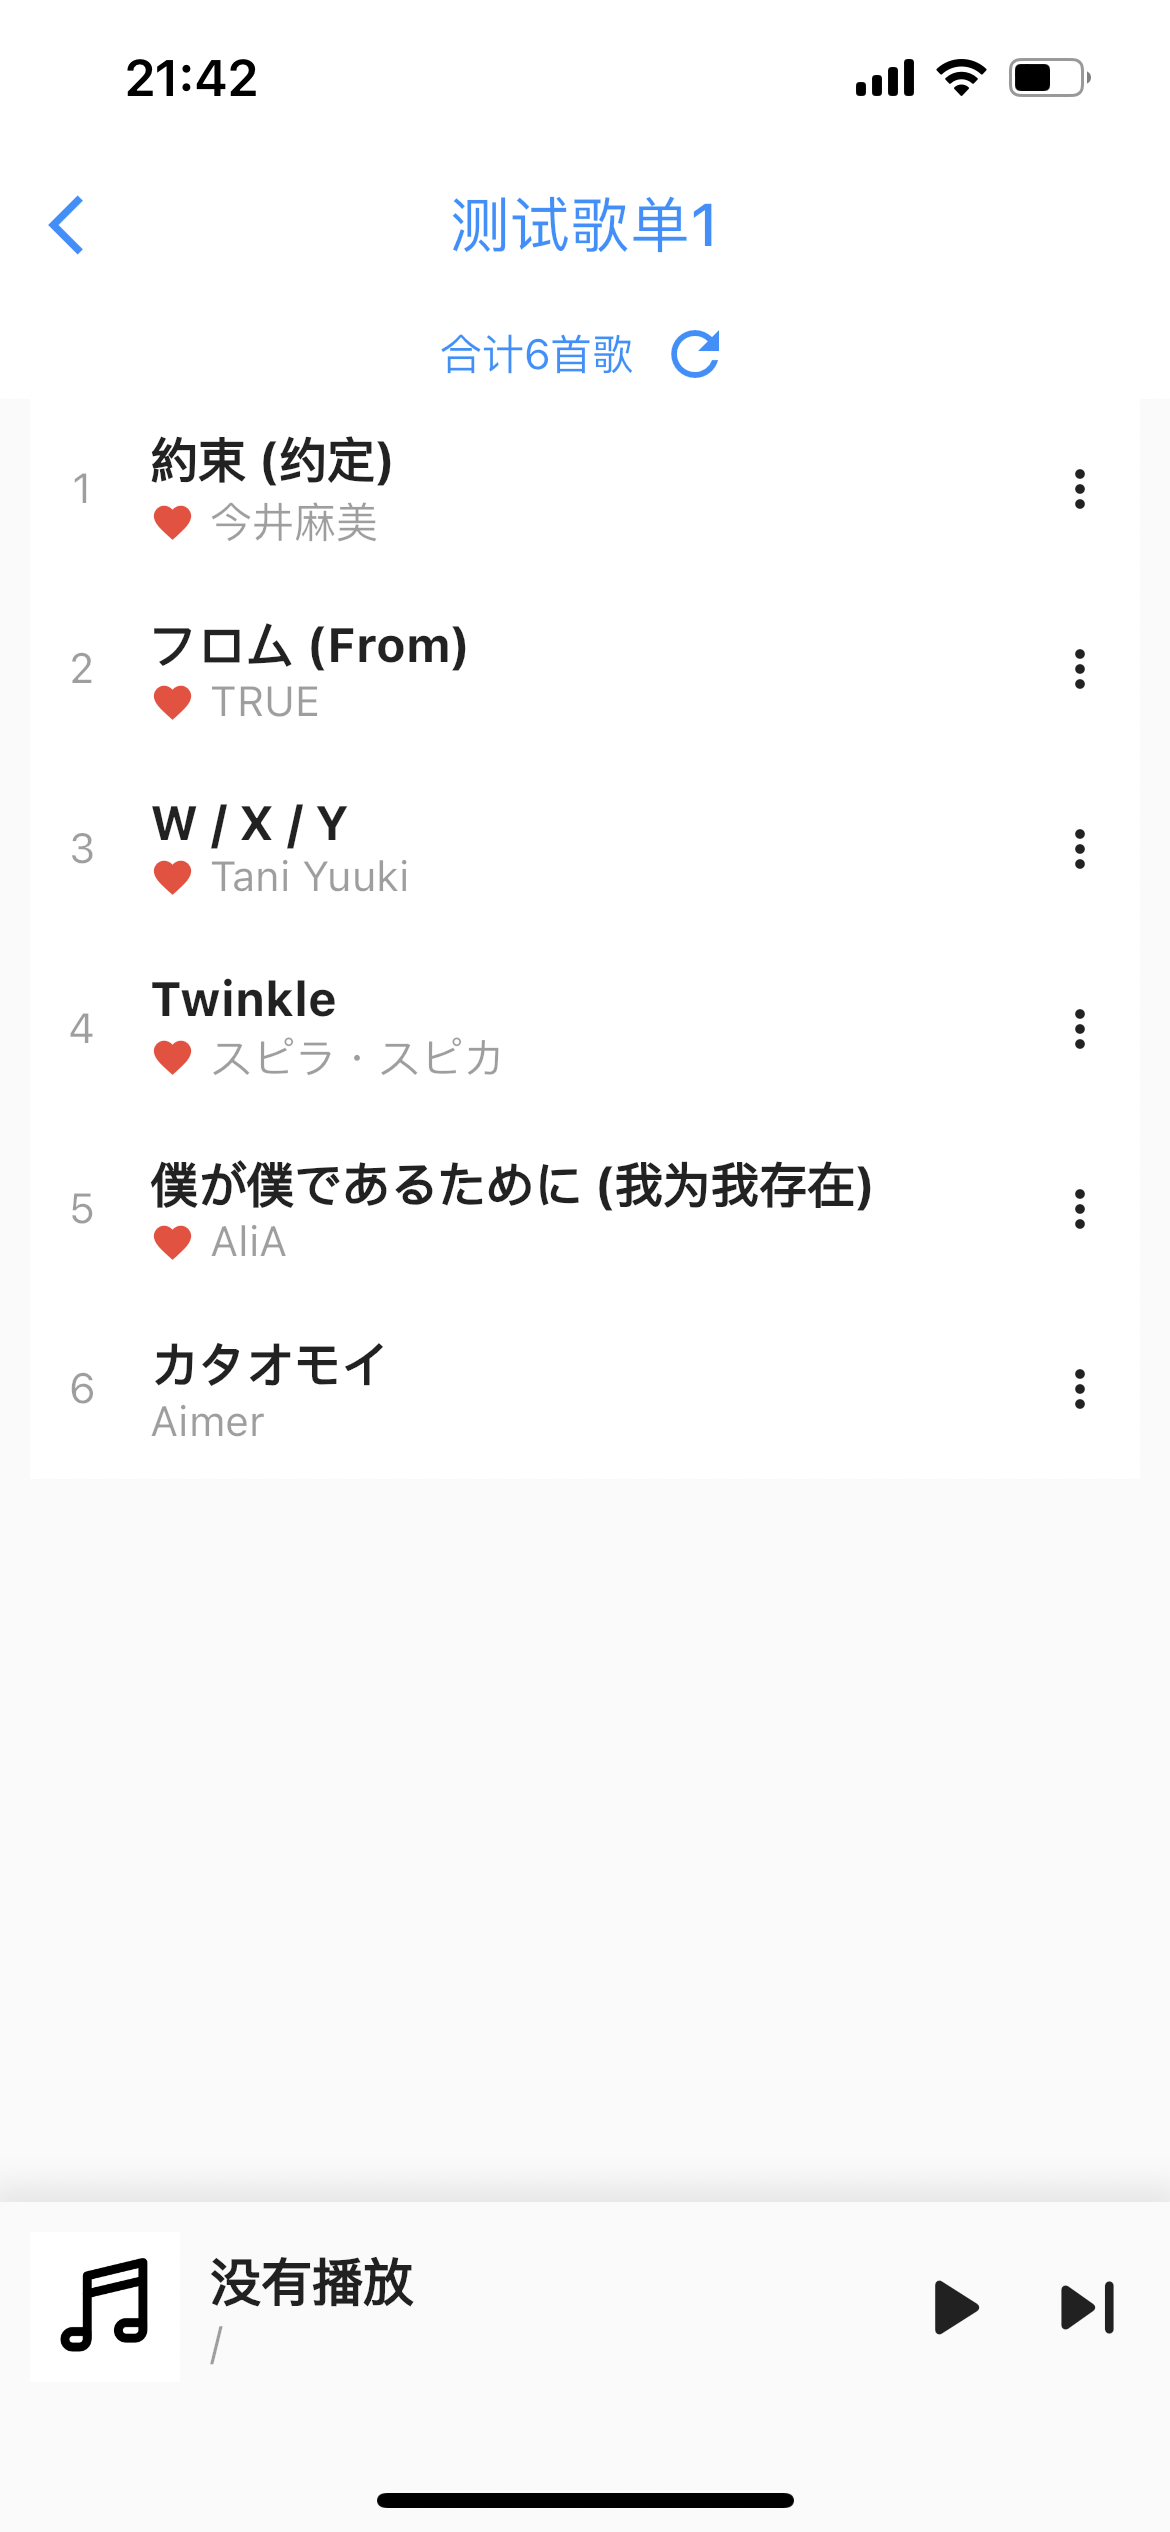 21:42
测试歌单1
合计6首歌
1
約束 (约定)
今井麻美
2
フロム (From)
TRUE
3
W / X / Y
Tani Yuuki
4
Twinkle
スピラ・スピカ
5
僕が僕であるために (我为我存在)
AliA
6
カタオモイ
Aimer
没有播放
/